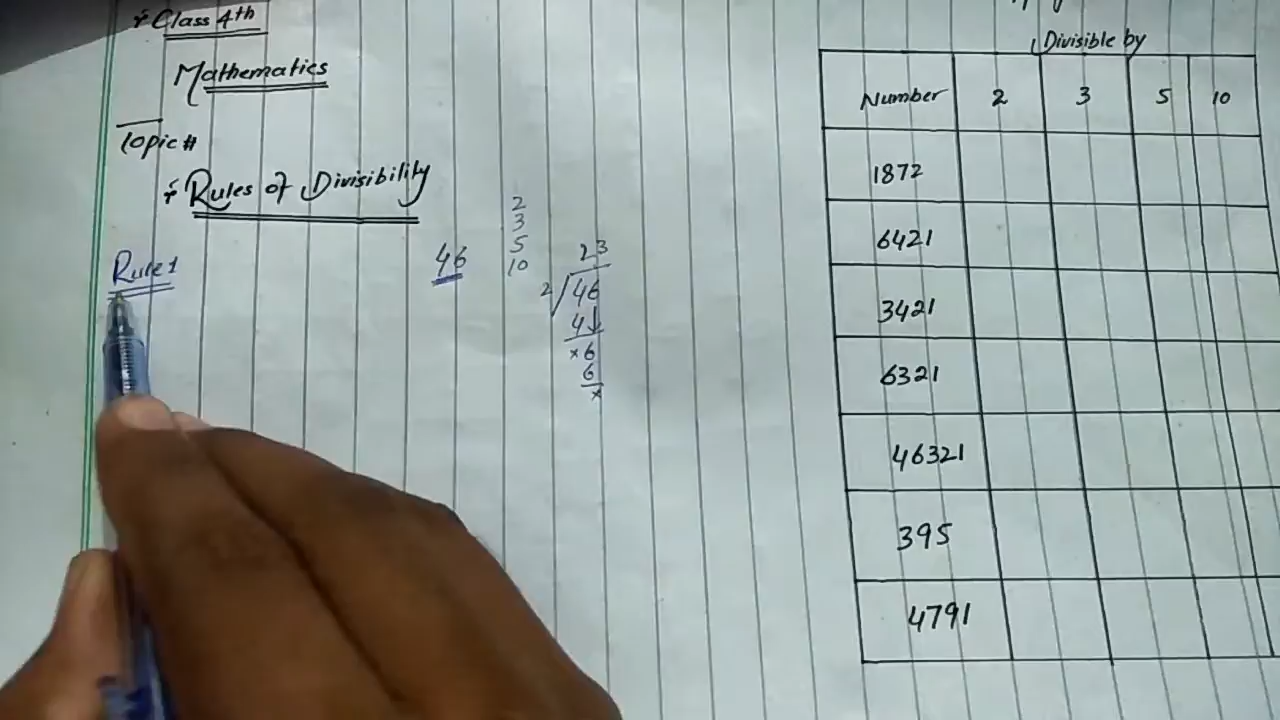 Class 4th
Mathematics
Topic #
Rules of Divisibility
Rule 1
46
2
3
5
10
23
2 46
4
×6
6
×
Divisible by
Number 2 3 5 10
1872
6421
3421
6321
46321
395
4791